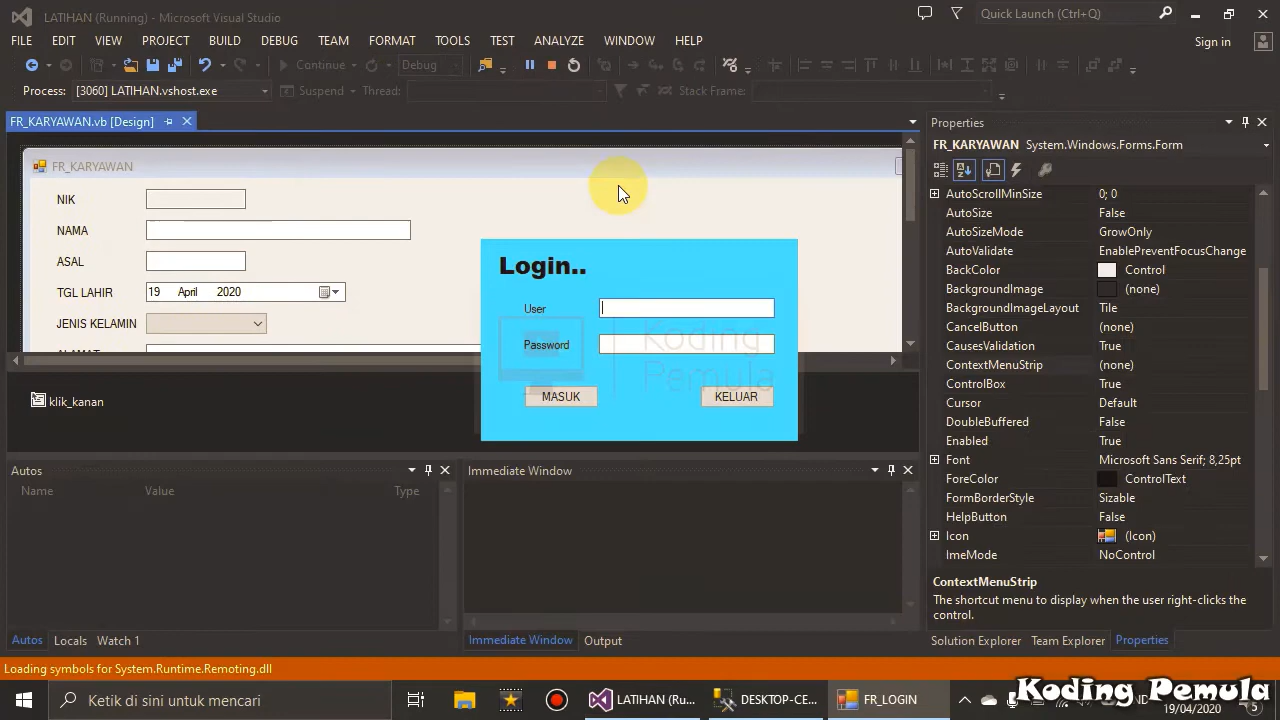 LATIHAN (Running) - Microsoft Visual Studio
Quick Launch (Ctrl+Q)
FILE EDIT VIEW PROJECT BUILD DEBUG TEAM FORMAT TOOLS TEST ANALYZE WINDOW HELP
Sign in
Continue Debug
Process: [3060] LATIHAN.vshost.exe Suspend Thread: Stack Frame:
FR_KARYAWAN.vb [Design]
FR_KARYAWAN
NIK
NAMA
ASAL
TGL LAHIR 19 April 2020
JENIS KELAMIN
klik_kanan
Login..
User
Password
Koding
Pemula
MASUK KELUAR
Properties
FR_KARYAWAN System.Windows.Forms.Form
AutoScrollMinSize 0; 0
AutoSize False
AutoSizeMode GrowOnly
AutoValidate EnablePreventFocusChange
BackColor Control
BackgroundImage (none)
BackgroundImageLayout Tile
CancelButton (none)
CausesValidation True
ContextMenuStrip (none)
ControlBox True
Cursor Default
DoubleBuffered False
Enabled True
Font Microsoft Sans Serif; 8,25pt
ForeColor ControlText
FormBorderStyle Sizable
HelpButton False
Icon (Icon)
ImeMode NoControl
ContextMenuStrip
The shortcut menu to display when the user right-clicks the
control.
Solution Explorer Team Explorer Properties
Autos
Name Value Type
Immediate Window
Autos Locals Watch 1
Immediate Window Output
Loading symbols for System.Runtime.Remoting.dll
Ketik di sini untuk mencari
LATIHAN (Ru... DESKTOP-CE... FR_LOGIN
Koding Pemula
19/04/2020
5